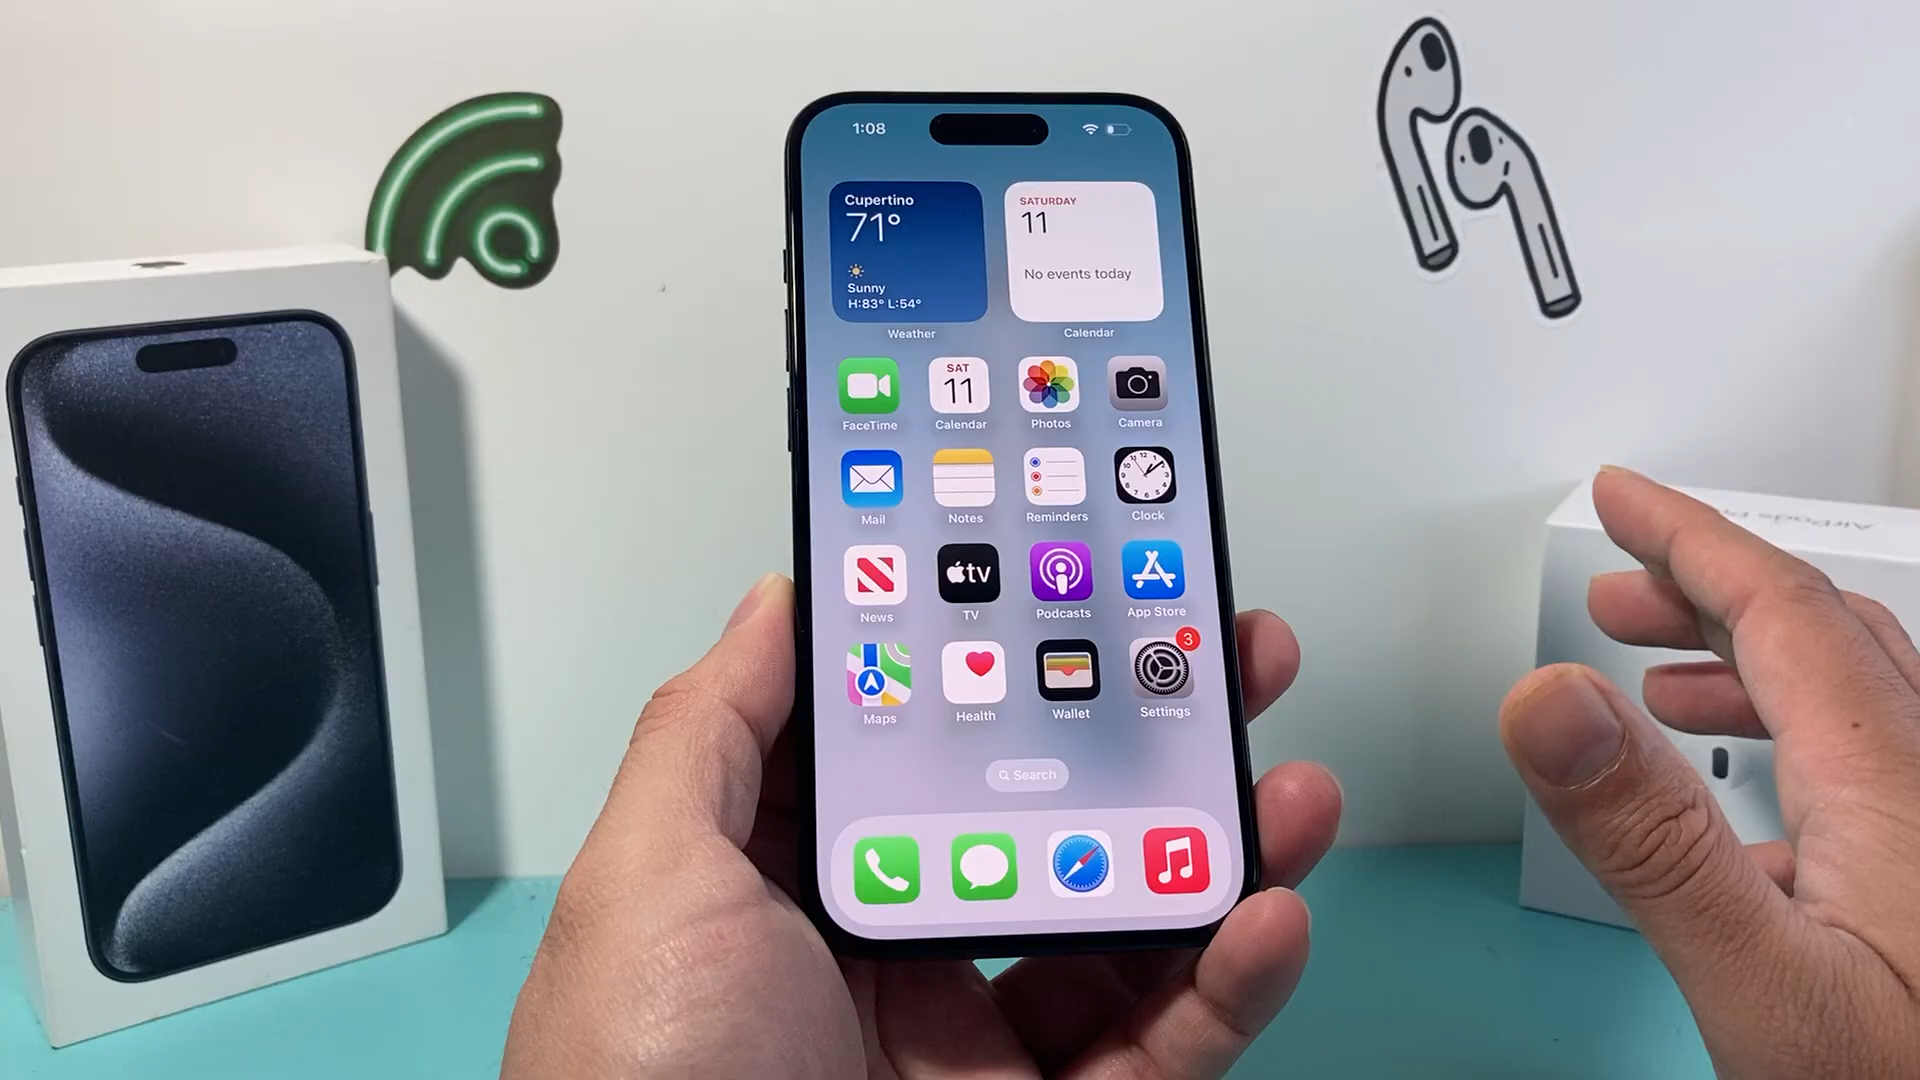 1:08
Cupertino
71°
Sunny
H:83° L:54°
Weather
SATURDAY
11
No events today
Calendar
FaceTime
SAT
11
Calendar
Photos
Camera
Mail
Notes
Reminders
Clock
News
tv
TV
Podcasts
App Store
Maps
Health
Wallet
3
Settings
Search
AirPods